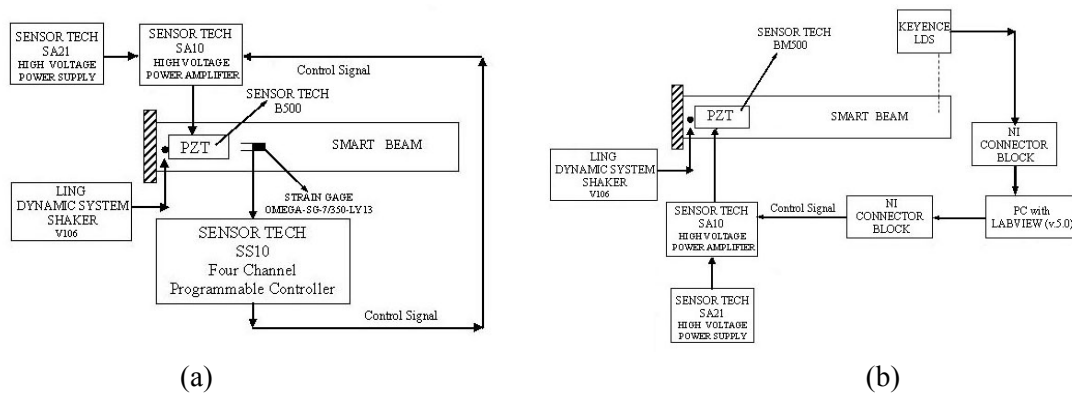 SENSOR TECH
SA21
HIGH VOLTAGE
POWER SUPPLY
SENSOR TECH
SA10
HIGH VOLTAGE
POWER AMPLIFIER
Control Signal
SENSOR TECH
B500
PZT
SMART BEAM
LING
DYNAMIC SYSTEM
SHAKER
V106
STRAIN GAGE
OMEGA-SG-7/350-LY13
SENSOR TECH
SS10
Four Channel
Programmable Controller
Control Signal
(a)
SENSOR TECH
BM500
KEYENCE
LDS
PZT
SMART BEAM
NI
CONNECTOR
BLOCK
LING
DYNAMIC SYSTEM
SHAKER
V106
SENSOR TECH
SA10
HIGH VOLTAGE
POWER AMPLIFIER
Control Signal
NI
CONNECTOR
BLOCK
PC with
LABVIEW (v.5.0)
SENSOR TECH
SA21
HIGH VOLTAGE
POWER SUPPLY
(b)